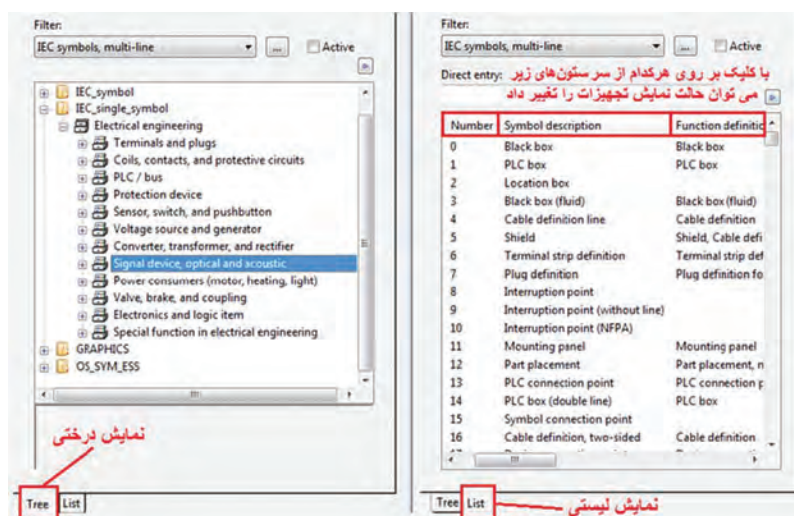 Filter:
IEC symbols, multi-line
...
Active
IEC_symbol
IEC_single_symbol
Electrical engineering
Terminals and plugs
Coils, contacts, and protective circuits
PLC / bus
Protection device
Sensor, switch, and pushbutton
Voltage source and generator
Converter, transformer, and rectifier
Signal device, optical and acoustic
Power consumers (motor, heating, light)
Valve, brake, and coupling
Electronics and logic item
Special function in electrical engineering
GRAPHICS
OS_SYM_ESS
نمایش درختی
Tree List
Filter:
IEC symbols, multi-line
...
Active
Direct entry:
با کلیک بر روی هرکدام از سر ستون‌های زیر
می توان حالت نمایش تجهیزات را تغییر داد
Number Symbol description Function definitic
0 Black box Black box
1 PLC box PLC box
2 Location box
3 Black box (fluid) Black box (fluid)
4 Cable definition line Cable definition
5 Shield Shield, Cable defi
6 Terminal strip definition Terminal strip def
7 Plug definition Plug definition fo
8 Interruption point
9 Interruption point (without line)
10 Interruption point (NFPA)
11 Mounting panel Mounting panel
12 Part placement Part placement, n
13 PLC connection point PLC connection p
14 PLC box (double line) PLC box
15 Symbol connection point
16 Cable definition, two-sided Cable definition
Tree List
نمایش لیستی